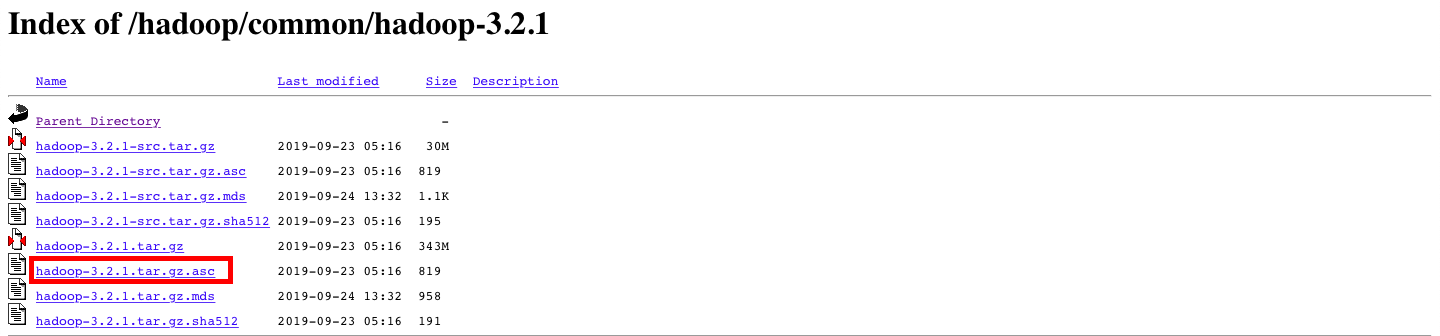 Index of /hadoop/common/hadoop-3.2.1
Name Last modified Size Description
Parent Directory -
hadoop-3.2.1-src.tar.gz 2019-09-23 05:16 30M
hadoop-3.2.1-src.tar.gz.asc 2019-09-23 05:16 819
hadoop-3.2.1-src.tar.gz.mds 2019-09-24 13:32 1.1K
hadoop-3.2.1-src.tar.gz.sha512 2019-09-23 05:16 195
hadoop-3.2.1.tar.gz 2019-09-23 05:16 343M
hadoop-3.2.1.tar.gz.asc 2019-09-23 05:16 819
hadoop-3.2.1.tar.gz.mds 2019-09-24 13:32 958
hadoop-3.2.1.tar.gz.sha512 2019-09-23 05:16 191